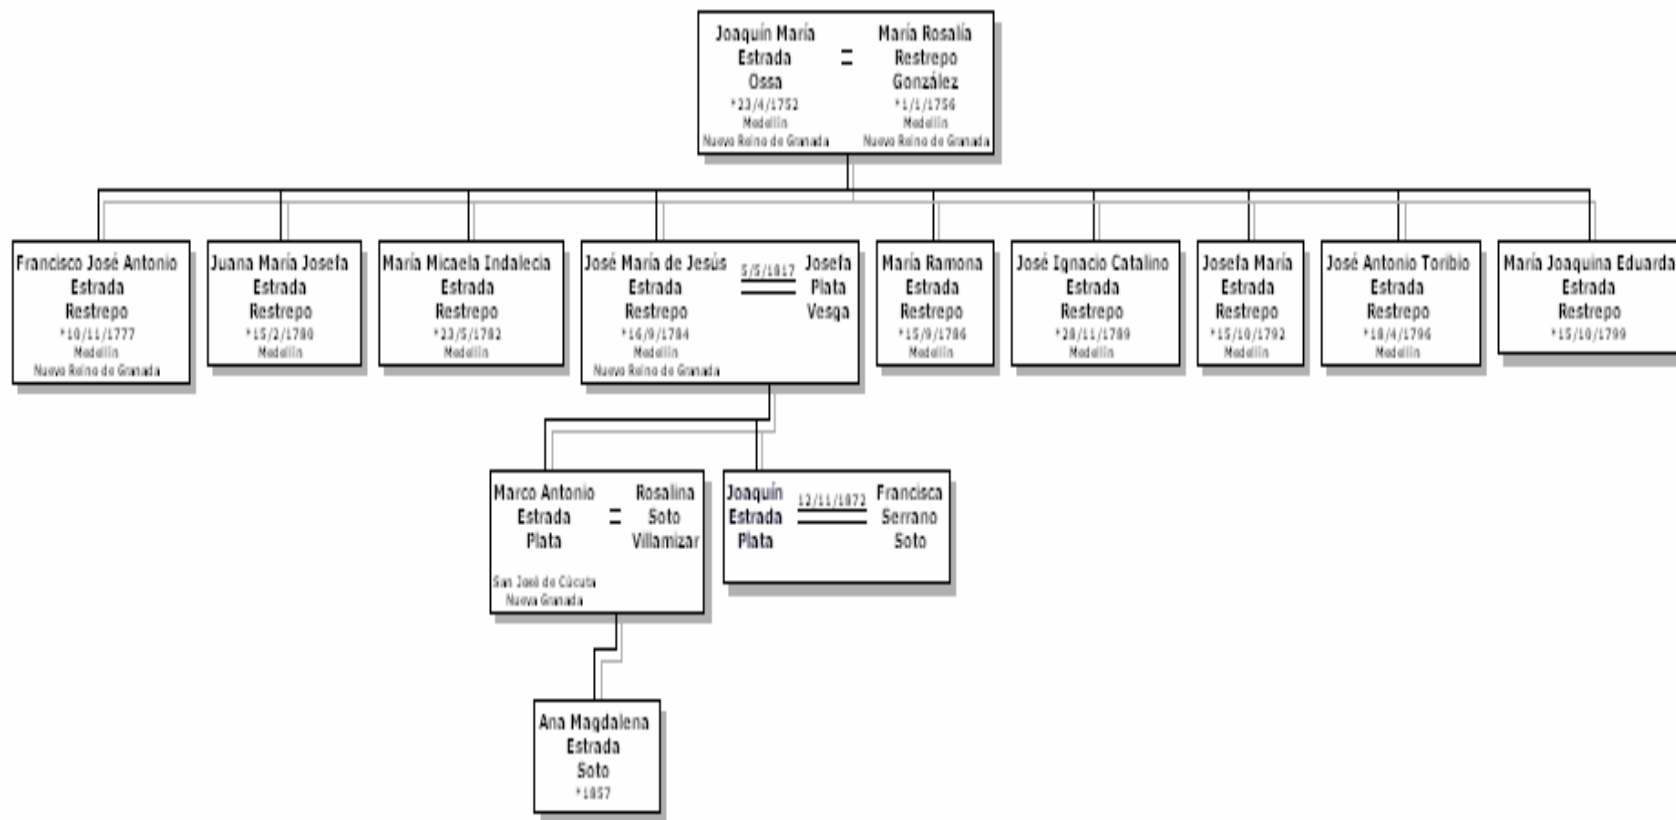 Joaquín María
Estrada
Ossa
*23/4/1752
Medellín
Nuevo Reino de Granada
=
María Rosalía
Restrepo
González
*1/1/1756
Medellín
Nuevo Reino de Granada
Francisco José Antonio
Estrada
Restrepo
*10/11/1777
Medellín
Nuevo Reino de Granada
Juana María Josefa
Estrada
Restrepo
*15/2/1780
Medellín
María Micaela Indalecia
Estrada
Restrepo
*23/5/1782
Medellín
José María de Jesús
Estrada
Restrepo
*16/9/1784
Medellín
Nuevo Reino de Granada
5/5/1817
Josefa
Plata
Vesga
María Ramona
Estrada
Restrepo
*15/9/1786
Medellín
José Ignacio Catalino
Estrada
Restrepo
*28/11/1789
Medellín
Josefa María
Estrada
Restrepo
*15/10/1792
Medellín
José Antonio Toribio
Estrada
Restrepo
*18/4/1796
Medellín
María Joaquina Eduarda
Estrada
Restrepo
*15/10/1799
Marco Antonio
Estrada
Plata
San José de Cúcuta
Nueva Granada
=
Rosalina
Soto
Villamizar
Joaquín
Estrada
Plata
12/11/1872
Francisca
Serrano
Soto
Ana Magdalena
Estrada
Soto
*1857